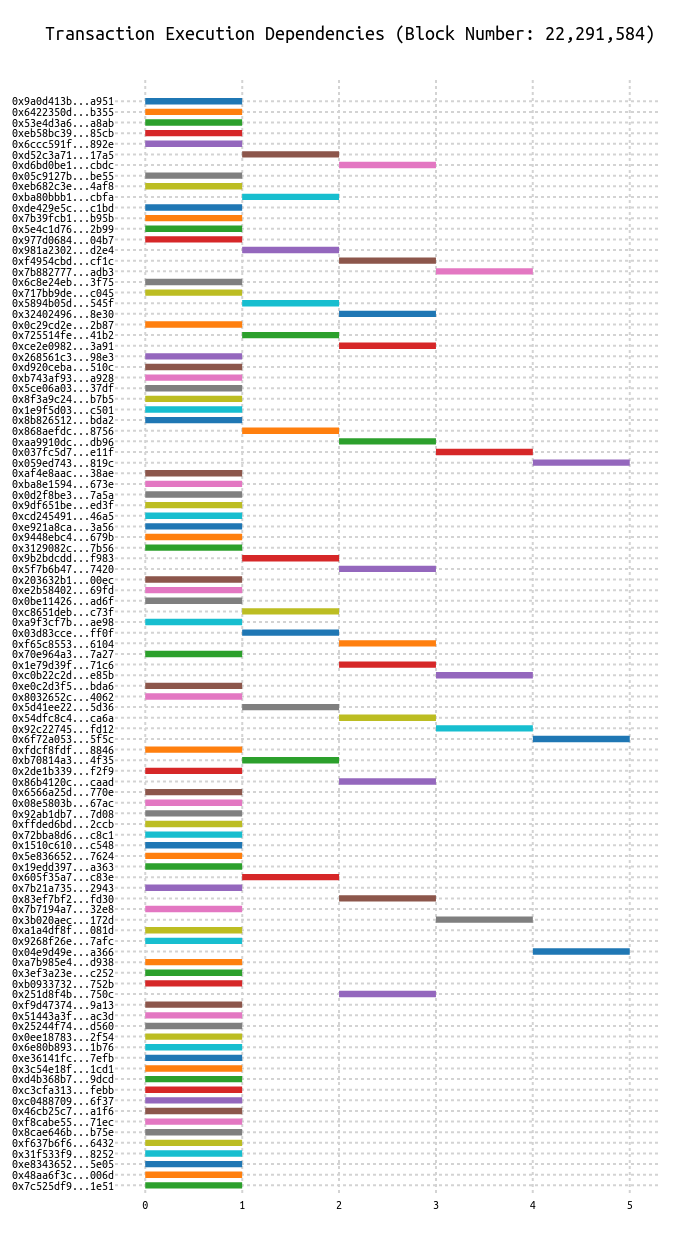 Transaction Execution Dependencies (Block Number: 22,291,584)
0x9a0d413b...a951
0x6422350d...b355
0x53e4d3a6...a8ab
0xeb58bc39...85cb
0x6ccc591f...892e
0xd52c3a71...17a5
0xd6bd0be1...cbdc
0x05c9127b...be55
0xeb682c3e...4af8
0xba80bbb1...cbfa
0xde429e5c...c1bd
0x7b39fcb1...b95b
0x5e4c1d76...2b99
0x977d0684...04b7
0x981a2302...d2e4
0xf4954cbd...cf1c
0x7b882777...adb3
0x6c8e24eb...3f75
0x717bb9de...c045
0x5894b05d...545f
0x32402496...8e30
0x0c29cd2e...2b87
0x725514fe...41b2
0xce2e0982...3a91
0x268561c3...98e3
0xd920ceba...510c
0xb743af93...a928
0x5ce06a03...37df
0x8f3a9c24...b7b5
0x1e9f5d03...c501
0x8b826512...bda2
0x868aefdc...8756
0xaa9910dc...db96
0x037fc5d7...e11f
0x059ed743...819c
0xaf4e8aac...38ae
0xba8e1594...673e
0x0d2f8be3...7a5a
0x9df651be...ed3f
0xcd245491...46a5
0xe921a8ca...3a56
0x9448ebc4...679b
0x3129082c...7b56
0x9b2bdcdd...f983
0x5f7b6b47...7420
0x203632b1...00ec
0xe2b58402...69fd
0x0be11426...ad6f
0xc8651deb...c73f
0xa9f3cf7b...ae98
0x03d83cce...ff0f
0xf65c8553...6104
0x70e964a3...7a27
0x1e79d39f...71c6
0xc0b22c2d...e85b
0xe0c2d3f5...bda6
0x8032652c...4062
0x5d41ee22...5d36
0x54dfc8c4...ca6a
0x92c22745...fd12
0x6f72a053...5f5c
0xfdcf8fdf...8846
0xb70814a3...4f35
0x2de1b339...f2f9
0x86b4120c...caad
0x6566a25d...770e
0x08e5803b...67ac
0x92ab1db7...7d08
0xffded6bd...2ccb
0x72bba8d6...c8c1
0x1510c610...c548
0x5e836652...7624
0x19edd397...a363
0x605f35a7...c83e
0x7b21a735...2943
0x83ef7bf2...fd30
0x7b7194a7...32e8
0x3b020aec...172d
0xa1a4df8f...081d
0x9268f26e...7afc
0x04e9d49e...a366
0xa7b985e4...d938
0x3ef3a23e...c252
0xb0933732...752b
0x251d8f4b...750c
0xf9d47374...9a13
0x51443a3f...ac3d
0x25244f74...d560
0x0ee18783...2f54
0x6e80b893...1b76
0xe36141fc...7efb
0x3c54e18f...1cd1
0xd4b368b7...9dcd
0xc3cfa313...febb
0xc0488709...6f37
0x46cb25c7...a1f6
0xf8cabe55...71ec
0x8cae646b...b75e
0xf637b6f6...6432
0x31f533f9...8252
0xe8343652...5e05
0x48aa6f3c...006d
0x7c525df9...1e51
0 1 2 3 4 5